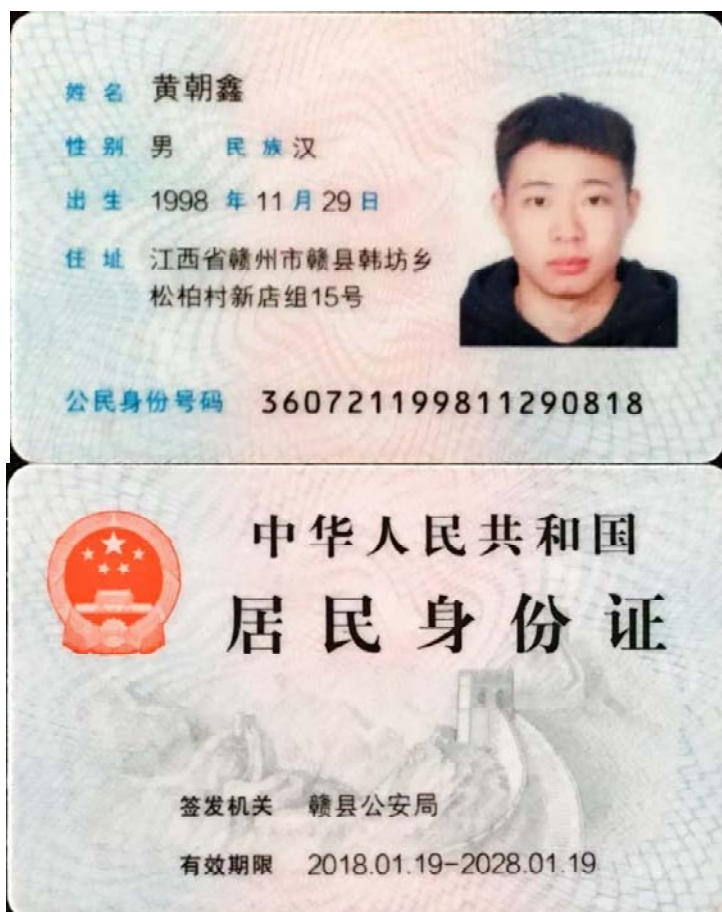 姓名 黄朝鑫
性别 男 民族 汉
出生 1998 年 11 月 29 日
住址 江西省赣州市赣县韩坊乡
松柏村新店组15号
公民身份号码 360721199811290818
中华人民共和国
居民身份证
签发机关 赣县公安局
有效期限 2018.01.19-2028.01.19